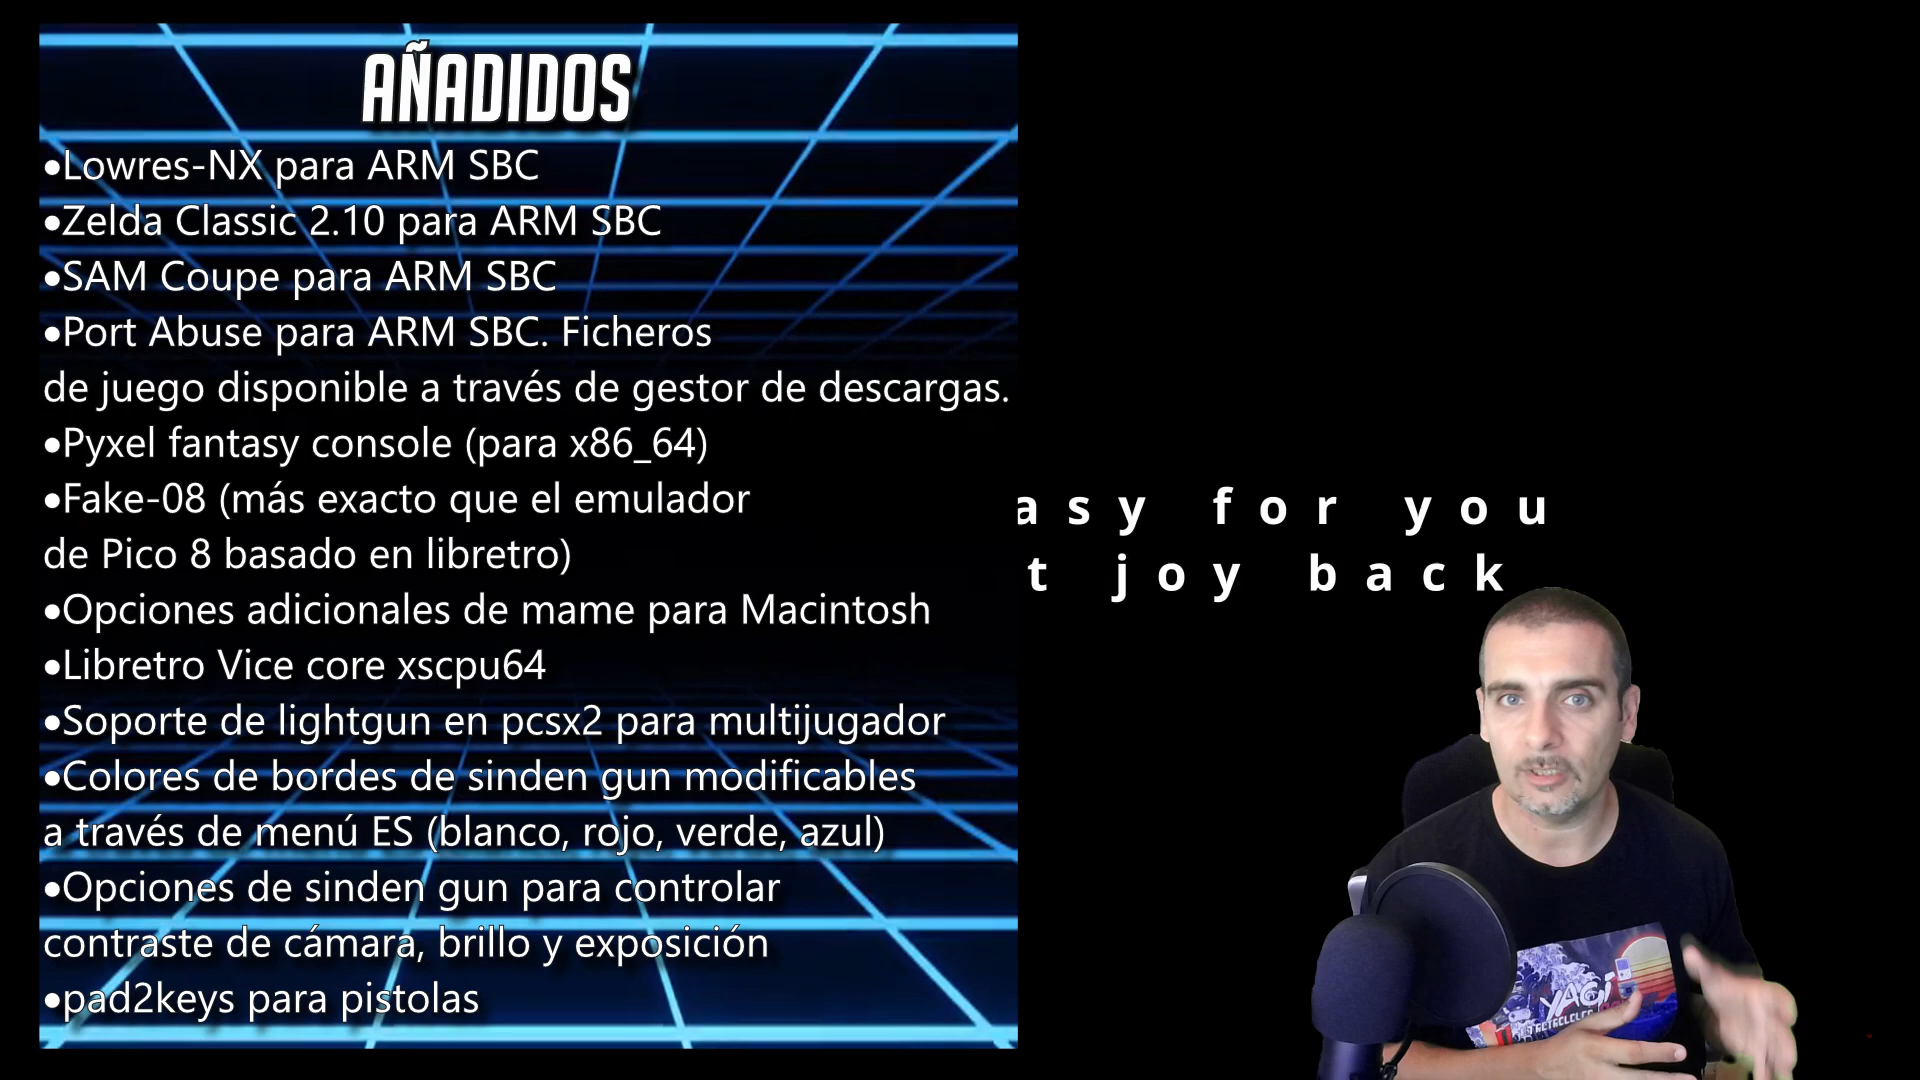 AÑADIDOS
•Lowres-NX para ARM SBC
•Zelda Classic 2.10 para ARM SBC
•SAM Coupe para ARM SBC
•Port Abuse para ARM SBC. Ficheros
de juego disponible a través de gestor de descargas.
•Pyxel fantasy console (para x86_64)
•Fake-08 (más exacto que el emulador
de Pico 8 basado en libretro)
•Opciones adicionales de mame para Macintosh
•Libretro Vice core xscpu64
•Soporte de lightgun en pcsx2 para multijugador
•Colores de bordes de sinden gun modificables
a través de menú ES (blanco, rojo, verde, azul)
•Opciones de sinden gun para controlar
contraste de cámara, brillo y exposición
•pad2keys para pistolas
asy for you
t joy back
YAGI